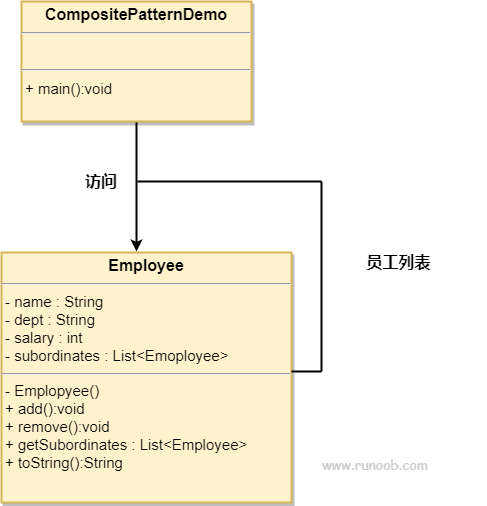 CompositePatternDemo
+ main():void
访问
员工列表
Employee
- name : String
- dept : String
- salary : int
- subordinates : List<Emoployee>
- Emplopyee()
+ add():void
+ remove():void
+ getSubordinates : List<Employee>
+ toString():String
www.runoob.com